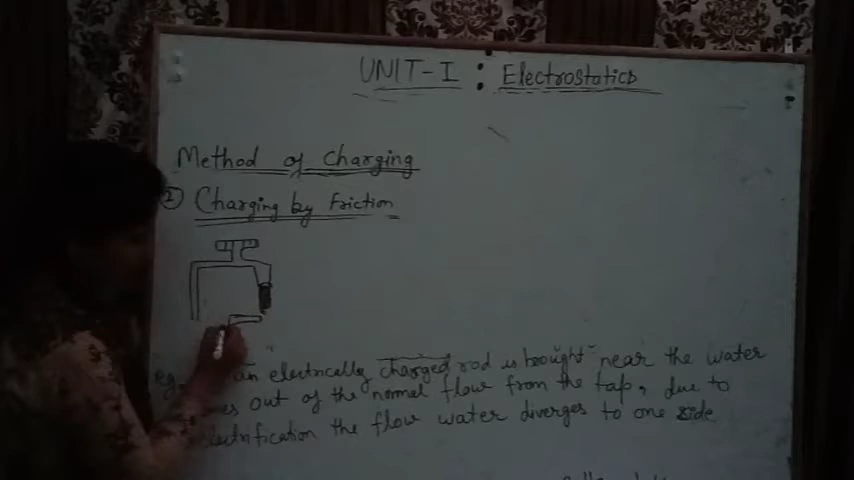 UNIT-I : Electrostatics
Method of Charging
② Charging by Friction
eg. an electrically charged rod is brought near the water
out of the normal flow from the tap, due to
the flow water diverges to one side